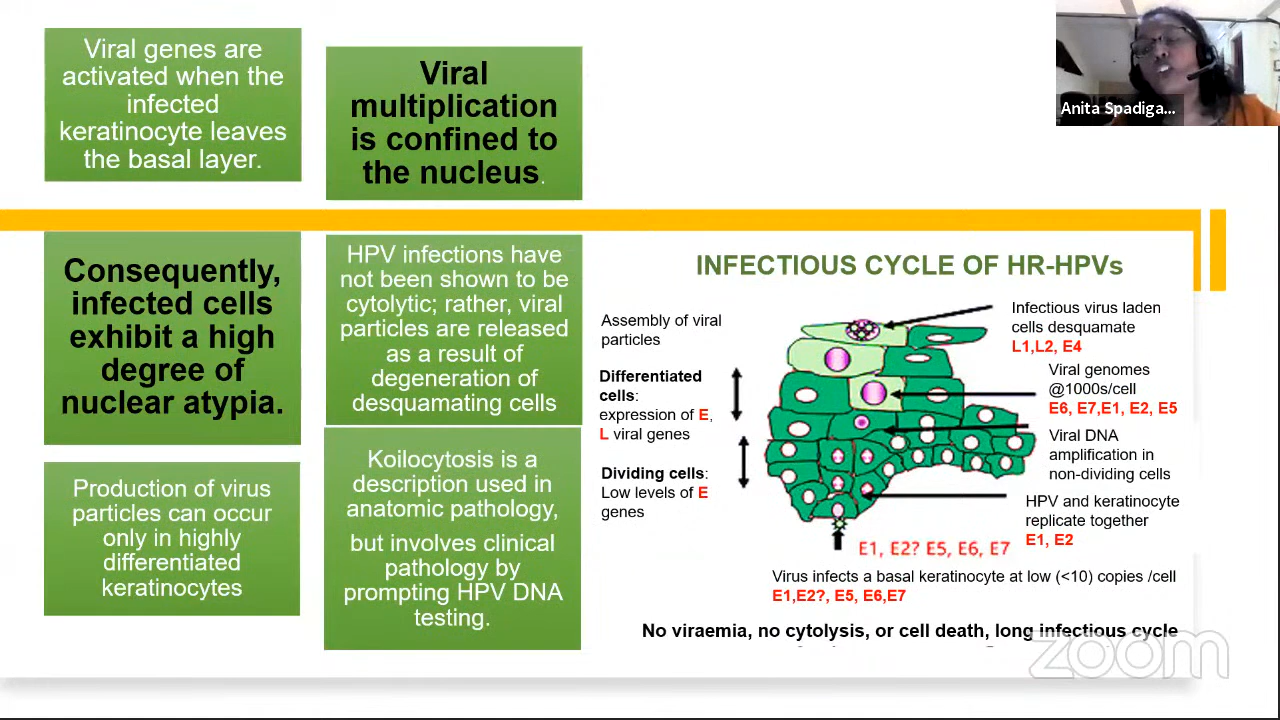 Viral genes are
activated when the
infected
keratinocyte leaves
the basal layer.
Viral
multiplication
is confined to
the nucleus.
Anita Spadiga...
Consequently,
infected cells
exhibit a high
degree of
nuclear atypia.
HPV infections have
not been shown to be
cytolytic; rather, viral
particles are released
as a result of
degeneration of
desquamating cells
Production of virus
particles can occur
only in highly
differentiated
keratinocytes
Koilocytosis is a
description used in
anatomic pathology,
but involves clinical
pathology by
prompting HPV DNA
testing.
INFECTIOUS CYCLE OF HR-HPVs
Assembly of viral
particles
Differentiated
cells:
expression of E,
L viral genes
Dividing cells:
Low levels of E
genes
Infectious virus laden
cells desquamate
L1,L2, E4
Viral genomes
@1000s/cell
E6, E7,E1, E2, E5
Viral DNA
amplification in
non-dividing cells
HPV and keratinocyte
replicate together
E1, E2
E1, E2? E5, E6, E7
Virus infects a basal keratinocyte at low (<10) copies /cell
E1,E2?, E5, E6,E7
No viraemia, no cytolysis, or cell death, long infectious cycle
zoom